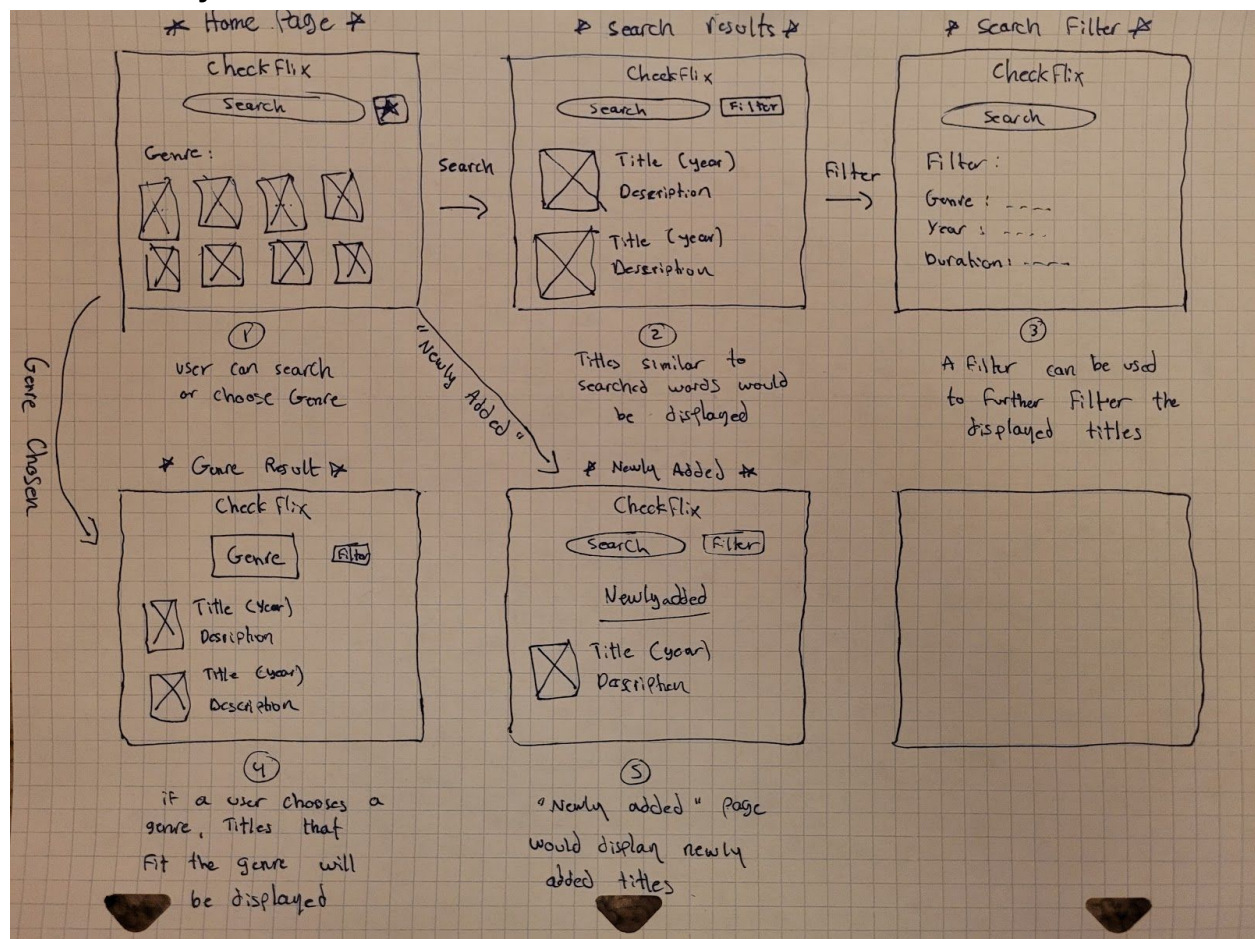 * Home Page *
CheckFlix
Search
Genre:
Search
* Search results *
CheckFlix
Search
Filter
Title (year)
Description
Title (year)
Description
Filter
* Search Filter *
CheckFlix
Search
Filter:
Genre: ----
Year: ----
Duration: ----
1
user can search
or choose Genre
2
Titles similar to
searched words would
be displayed
3
A Filter can be used
to further Filter the
displayed titles
Genre Chosen
"Newly Added"
* Genre Result *
Check Flix
Genre
Filter
Title (Year)
Desription
Title (year)
Description
* Newly Added *
CheckFlix
Search
Filter
Newly added
Title (year)
Description
4
if a user chooses a
genre, Titles that
Fit the genre will
be displayed
5
"Newly added" page
would displan newly
added titles